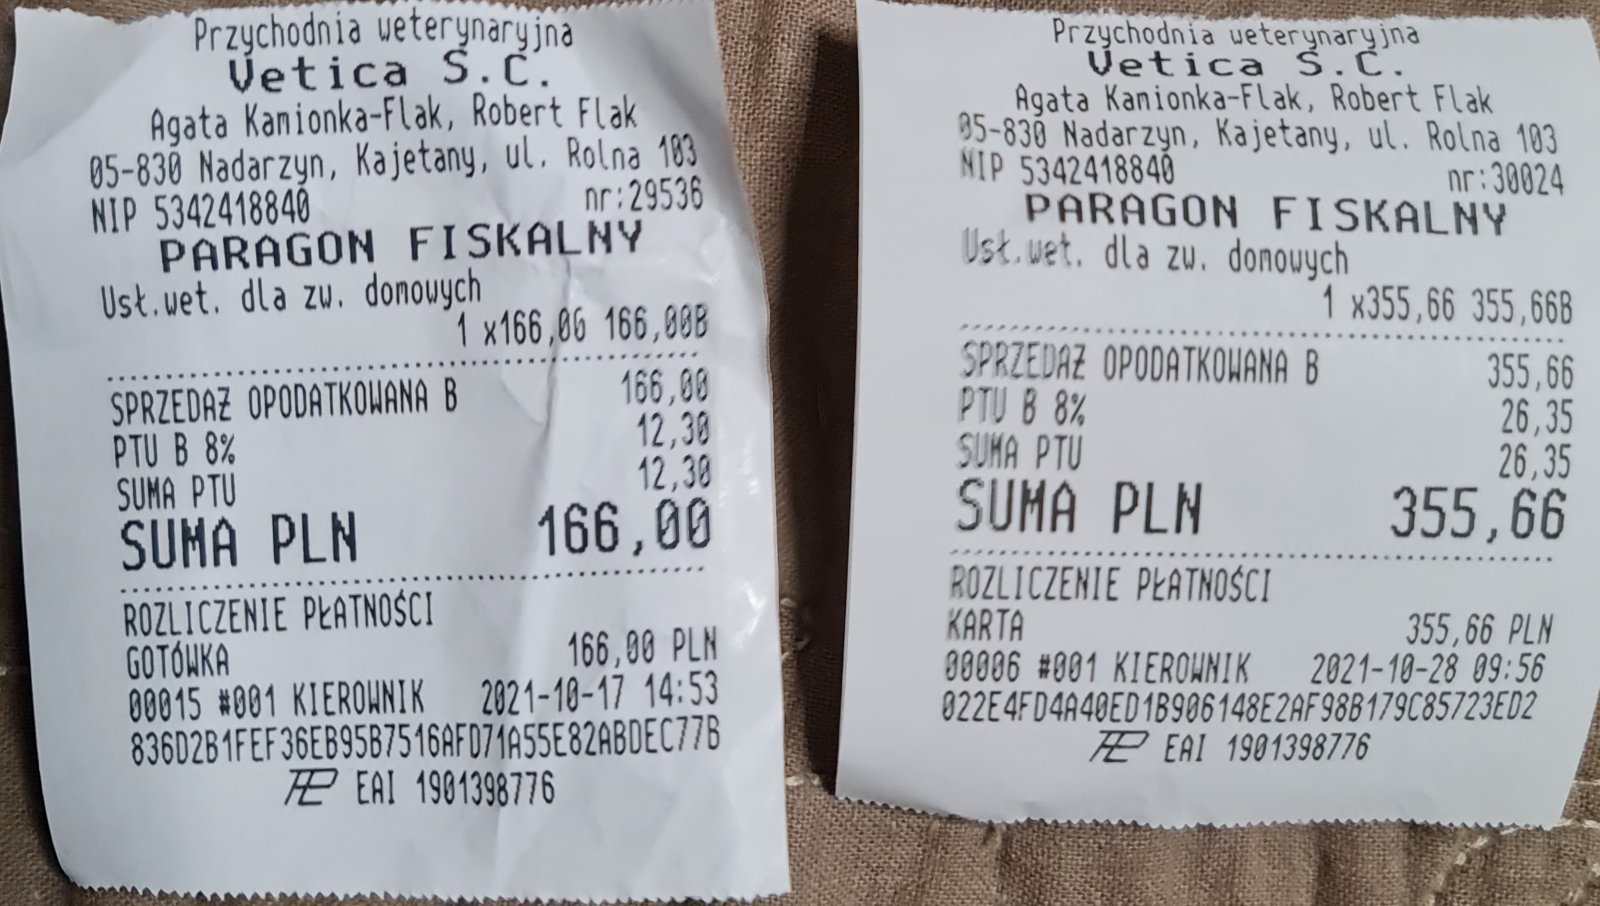 Przychodnia weterynaryjna
Vetica S.C.
Agata Kamionka-Flak, Robert Flak
05-830 Nadarzyn, Kajetany, ul. Rolna 103
NIP 5342418840 nr:29536
PARAGON FISKALNY
Usł.wet. dla zw. domowych
1 x166,00 166,00B
SPRZEDAŻ OPODATKOWANA B 166,00
PTU B 8% 12,30
SUMA PTU 12,30
SUMA PLN 166,00
ROZLICZENIE PŁATNOŚCI
GOTÓWKA 166,00 PLN
00015 #001 KIEROWNIK 2021-10-17 14:53
836D2B1FEF36EB95B7516AFD71A55E82ABDEC77B
EAI 1901398776
Przychodnia weterynaryjna
Vetica S.C.
Agata Kamionka-Flak, Robert Flak
05-830 Nadarzyn, Kajetany, ul. Rolna 103
NIP 5342418840 nr:30024
PARAGON FISKALNY
Usł.wet. dla zw. domowych
1 x355,66 355,66B
SPRZEDAŻ OPODATKOWANA B 355,66
PTU B 8% 26,35
SUMA PTU 26,35
SUMA PLN 355,66
ROZLICZENIE PŁATNOŚCI
KARTA 355,66 PLN
00006 #001 KIEROWNIK 2021-10-28 09:56
022E4FD4A40ED1B906148E2AF98B179C85723ED2
EAI 1901398776